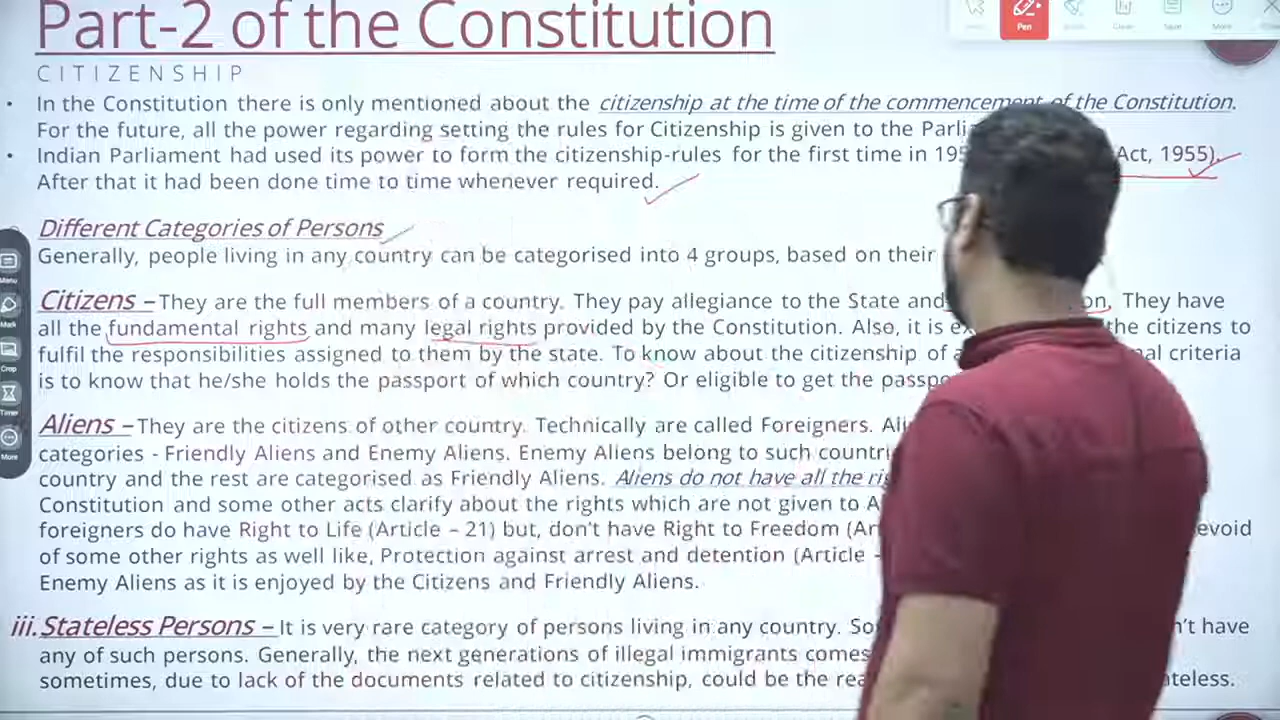 Part-2 of the Constitution
CITIZENSHIP
• In the Constitution there is only mentioned about the citizenship at the time of the commencement of the Constitution.
For the future, all the power regarding setting the rules for Citizenship is given to the
• Indian Parliament had used its power to form the citizenship-rules for the first time in Act, 1955).
After that it had been done time to time whenever required.
Different Categories of Persons
Generally, people living in any country can be categorised into 4 groups, based on their
Citizens – They are the full members of a country. They pay allegiance to the State and They have
all the fundamental rights and many legal rights provided by the Constitution. Also, it is the citizens to
fulfil the responsibilities assigned to them by the state. To know about the citizenship of criteria
is to know that he/she holds the passport of which country? Or eligible to get the
Aliens – They are the citizens of other country. Technically are called Foreigners.
categories - Friendly Aliens and Enemy Aliens. Enemy Aliens belong to such
country and the rest are categorised as Friendly Aliens. Aliens do not have all the
Constitution and some other acts clarify about the rights which are not given to
foreigners do have Right to Life (Article – 21) but, don't have Right to Freedom
of some other rights as well like, Protection against arrest and detention (Article
Enemy Aliens as it is enjoyed by the Citizens and Friendly Aliens.
iii. Stateless Persons – It is very rare category of persons living in any country. have
any of such persons. Generally, the next generations of illegal immigrants comes
sometimes, due to lack of the documents related to citizenship, could be the
Pen
Clear
Save
More
Menu
Mark
Crop
Timer
More